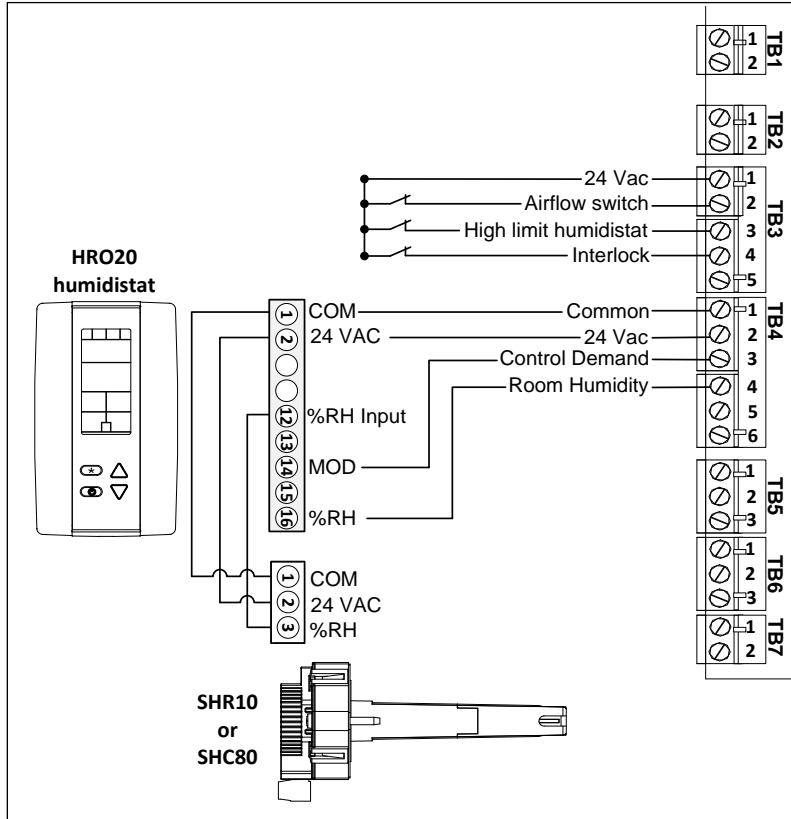 1
2
TB1
1
2
TB2
24 Vac
Airflow switch
High limit humidistat
Interlock
1
2
3
4
5
TB3
HRO20
humidistat
1 COM
2 24 VAC
12 %RH Input
13
14 MOD
15
16 %RH
Common
24 Vac
Control Demand
Room Humidity
1
2
3
4
5
6
TB4
1
2
3
TB5
1
2
3
TB6
1
2
TB7
1 COM
2 24 VAC
3 %RH
SHR10
or
SHC80